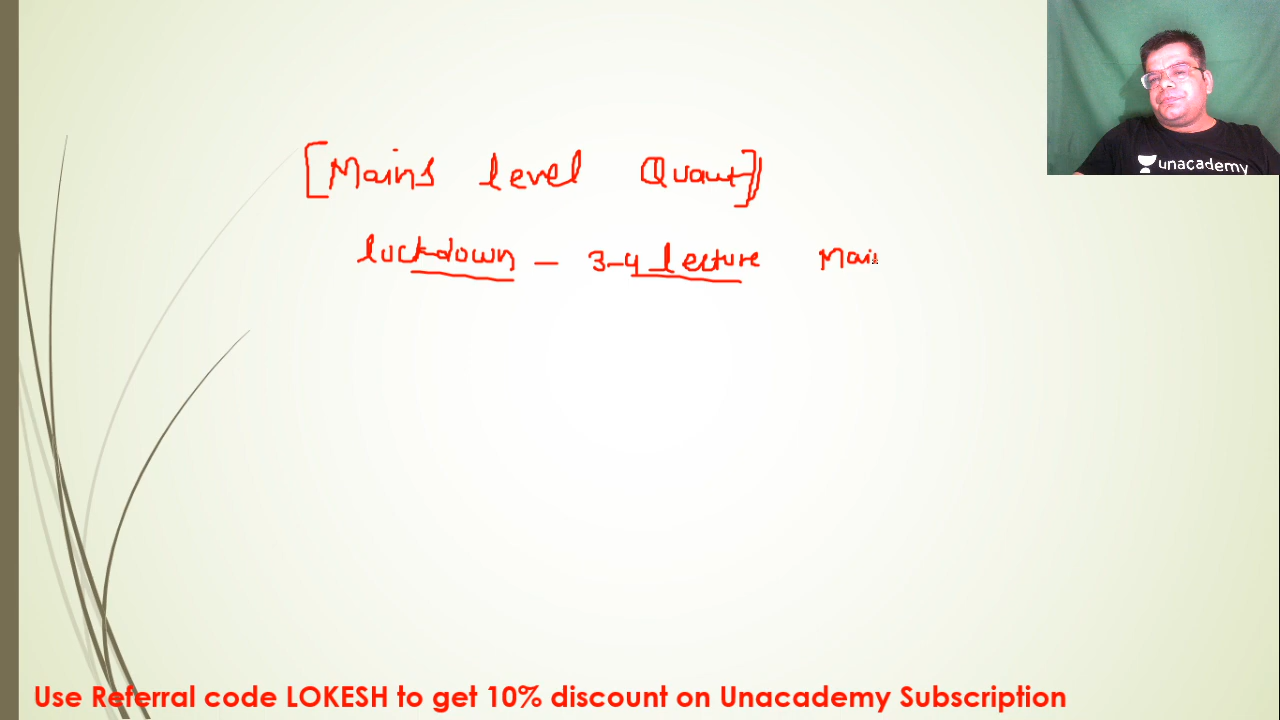 [Mains level Quant]
lockdown – 3-4 lecture Mai
unacademy
Use Referral code LOKESH to get 10% discount on Unacademy Subscription